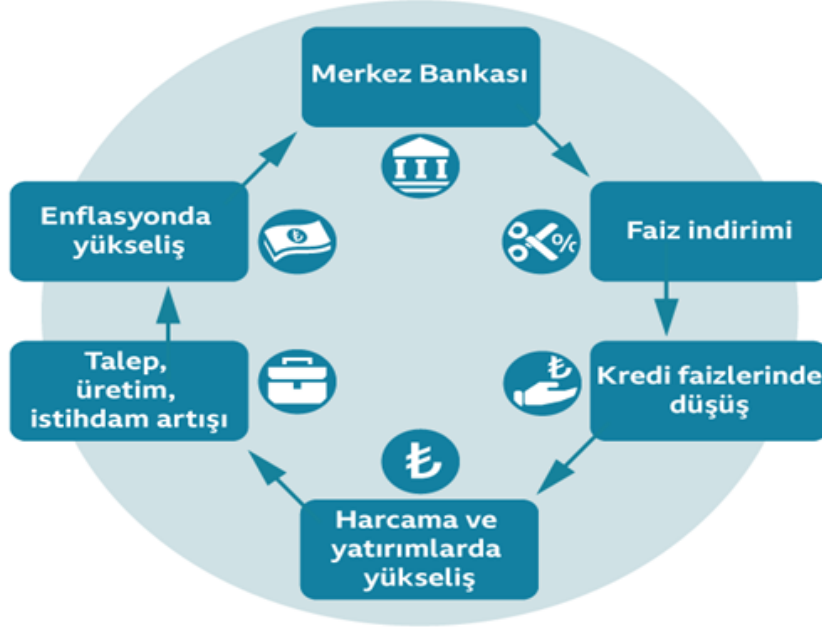 Merkez Bankası
Faiz indirimi
%
Kredi faizlerinde
düşüş
₺
Harcama ve
yatırımlarda
yükseliş
₺
Talep,
üretim,
istihdam artışı
Enflasyonda
yükseliş
₺